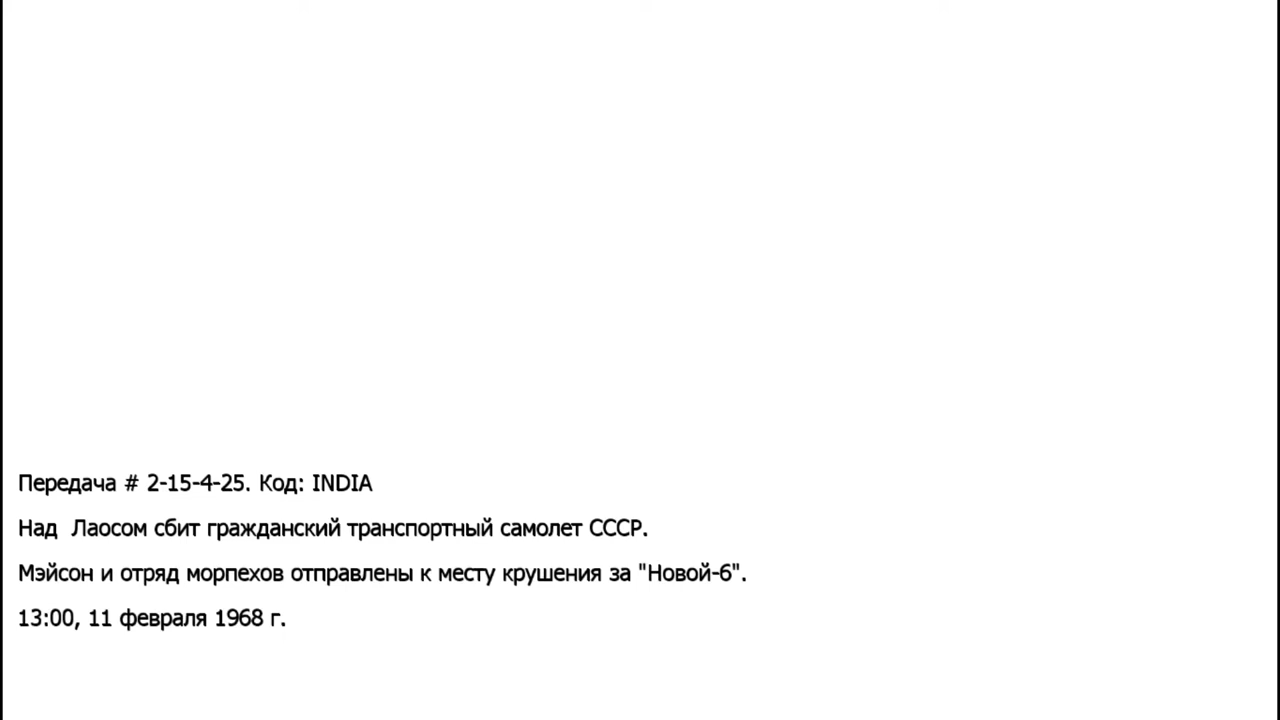 Передача # 2-15-4-25. Код: INDIA
Над  Лаосом сбит гражданский транспортный самолет СССР.
Мэйсон и отряд морпехов отправлены к месту крушения за "Новой-6".
13:00, 11 февраля 1968 г.